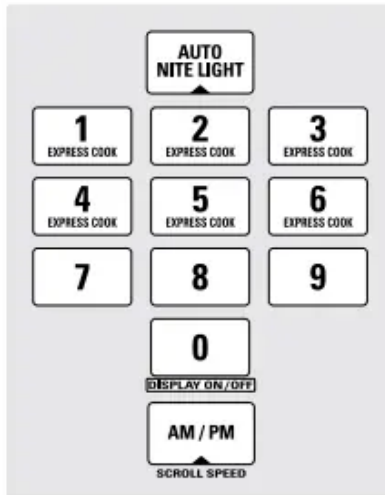 AUTO
NITE LIGHT
1 2 3
EXPRESS COOK EXPRESS COOK EXPRESS COOK
4 5 6
EXPRESS COOK EXPRESS COOK EXPRESS COOK
7 8 9
0
DISPLAY ON/OFF
AM / PM
SCROLL SPEED